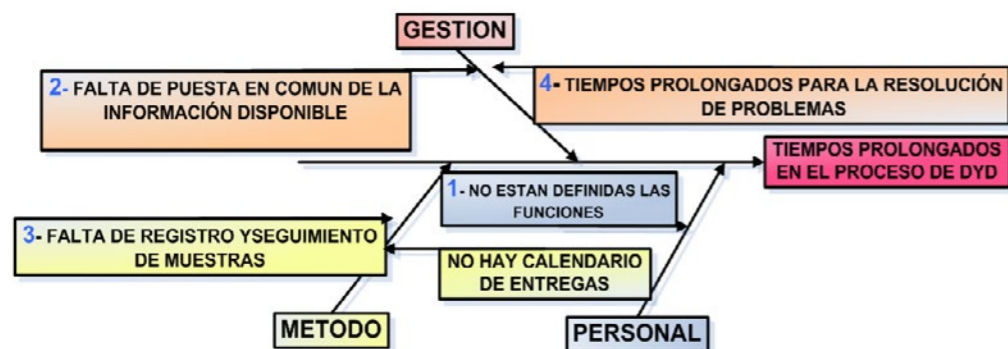 GESTION
2- FALTA DE PUESTA EN COMUN DE LA
INFORMACIÓN DISPONIBLE
4- TIEMPOS PROLONGADOS PARA LA RESOLUCIÓN
DE PROBLEMAS
TIEMPOS PROLONGADOS
EN EL PROCESO DE DYD
1- NO ESTAN DEFINIDAS LAS
FUNCIONES
3- FALTA DE REGISTRO YSEGUIMIENTO
DE MUESTRAS
NO HAY CALENDARIO
DE ENTREGAS
METODO
PERSONAL